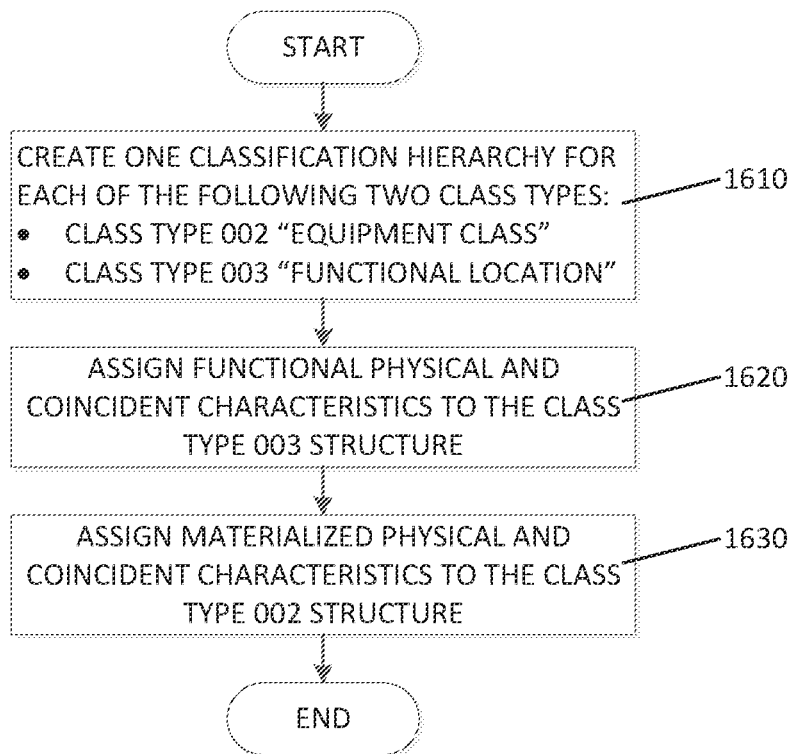 START
CREATE ONE CLASSIFICATION HIERARCHY FOR
EACH OF THE FOLLOWING TWO CLASS TYPES:
• CLASS TYPE 002 “EQUIPMENT CLASS”
• CLASS TYPE 003 “FUNCTIONAL LOCATION”
1610
ASSIGN FUNCTIONAL PHYSICAL AND
COINCIDENT CHARACTERISTICS TO THE CLASS
TYPE 003 STRUCTURE
1620
ASSIGN MATERIALIZED PHYSICAL AND
COINCIDENT CHARACTERISTICS TO THE CLASS
TYPE 002 STRUCTURE
1630
END